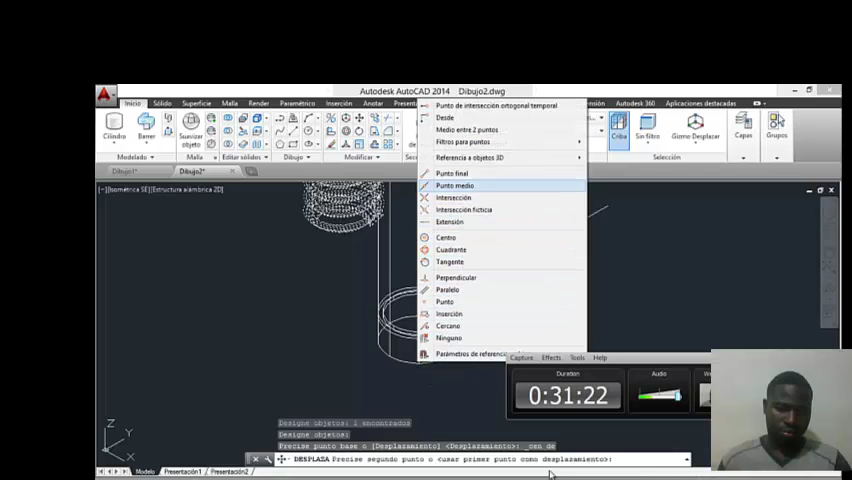 Autodesk AutoCAD 2014 Dibujo2.dwg
Inicio Sólido Superficie Malla Render Paramétrico Inserción Anotar Autodesk 360 Aplicaciones destacadas
Cilindro Barrer Suavizar objeto Criba Sin filtro Gizmo Desplazar Capas Grupos
Modelado Malla Editar sólidos Dibujo Modificar Selección
Dibujo1* Dibujo2*
[−][Isométrica SE][Estructura alámbrica 2D]
Punto de intersección ortogonal temporal
Desde
Medio entre 2 puntos
Filtros para puntos
Referencia a objetos 3D
Punto final
Punto medio
Intersección
Intersección ficticia
Extensión
Centro
Cuadrante
Tangente
Perpendicular
Paralelo
Punto
Inserción
Cercano
Ninguno
Parámetros de
Capture Effects Tools Help
Duration Audio
0:31:22
Z
Y
X
Designe objetos: 1 encontrados
Designe objetos:
Precise punto base o [Desplazamiento] <Desplazamiento>: _cen de
DESPLAZA Precise segundo punto o <usar primer punto como desplazamiento>:
Modelo Presentación1 Presentación2